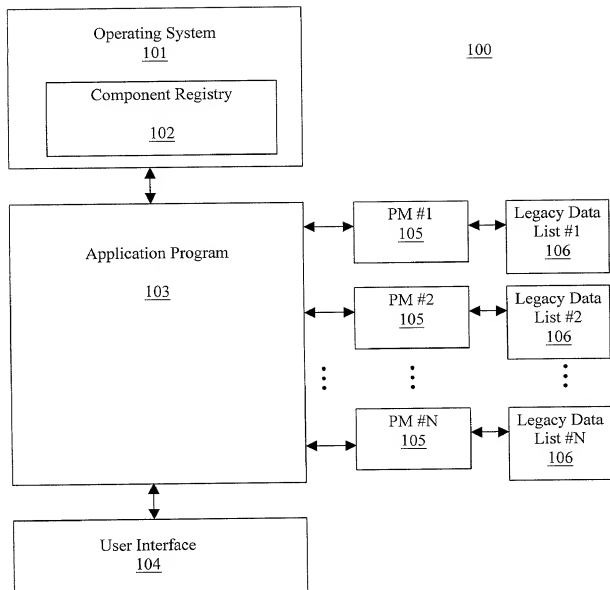 Operating System
101
100
Component Registry
102
Application Program
103
PM #1
105
Legacy Data
List #1
106
PM #2
105
Legacy Data
List #2
106
PM #N
105
Legacy Data
List #N
106
User Interface
104